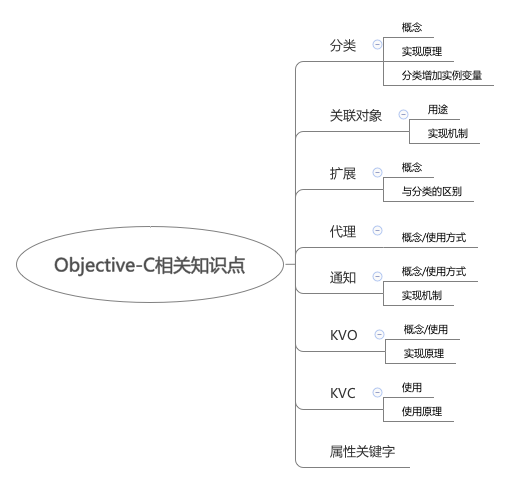 Objective-C相关知识点
分类
概念
实现原理
分类增加实例变量
关联对象
用途
实现机制
扩展
概念
与分类的区别
代理
概念/使用方式
通知
概念/使用方式
实现机制
KVO
概念/使用
实现原理
KVC
使用
使用原理
属性关键字